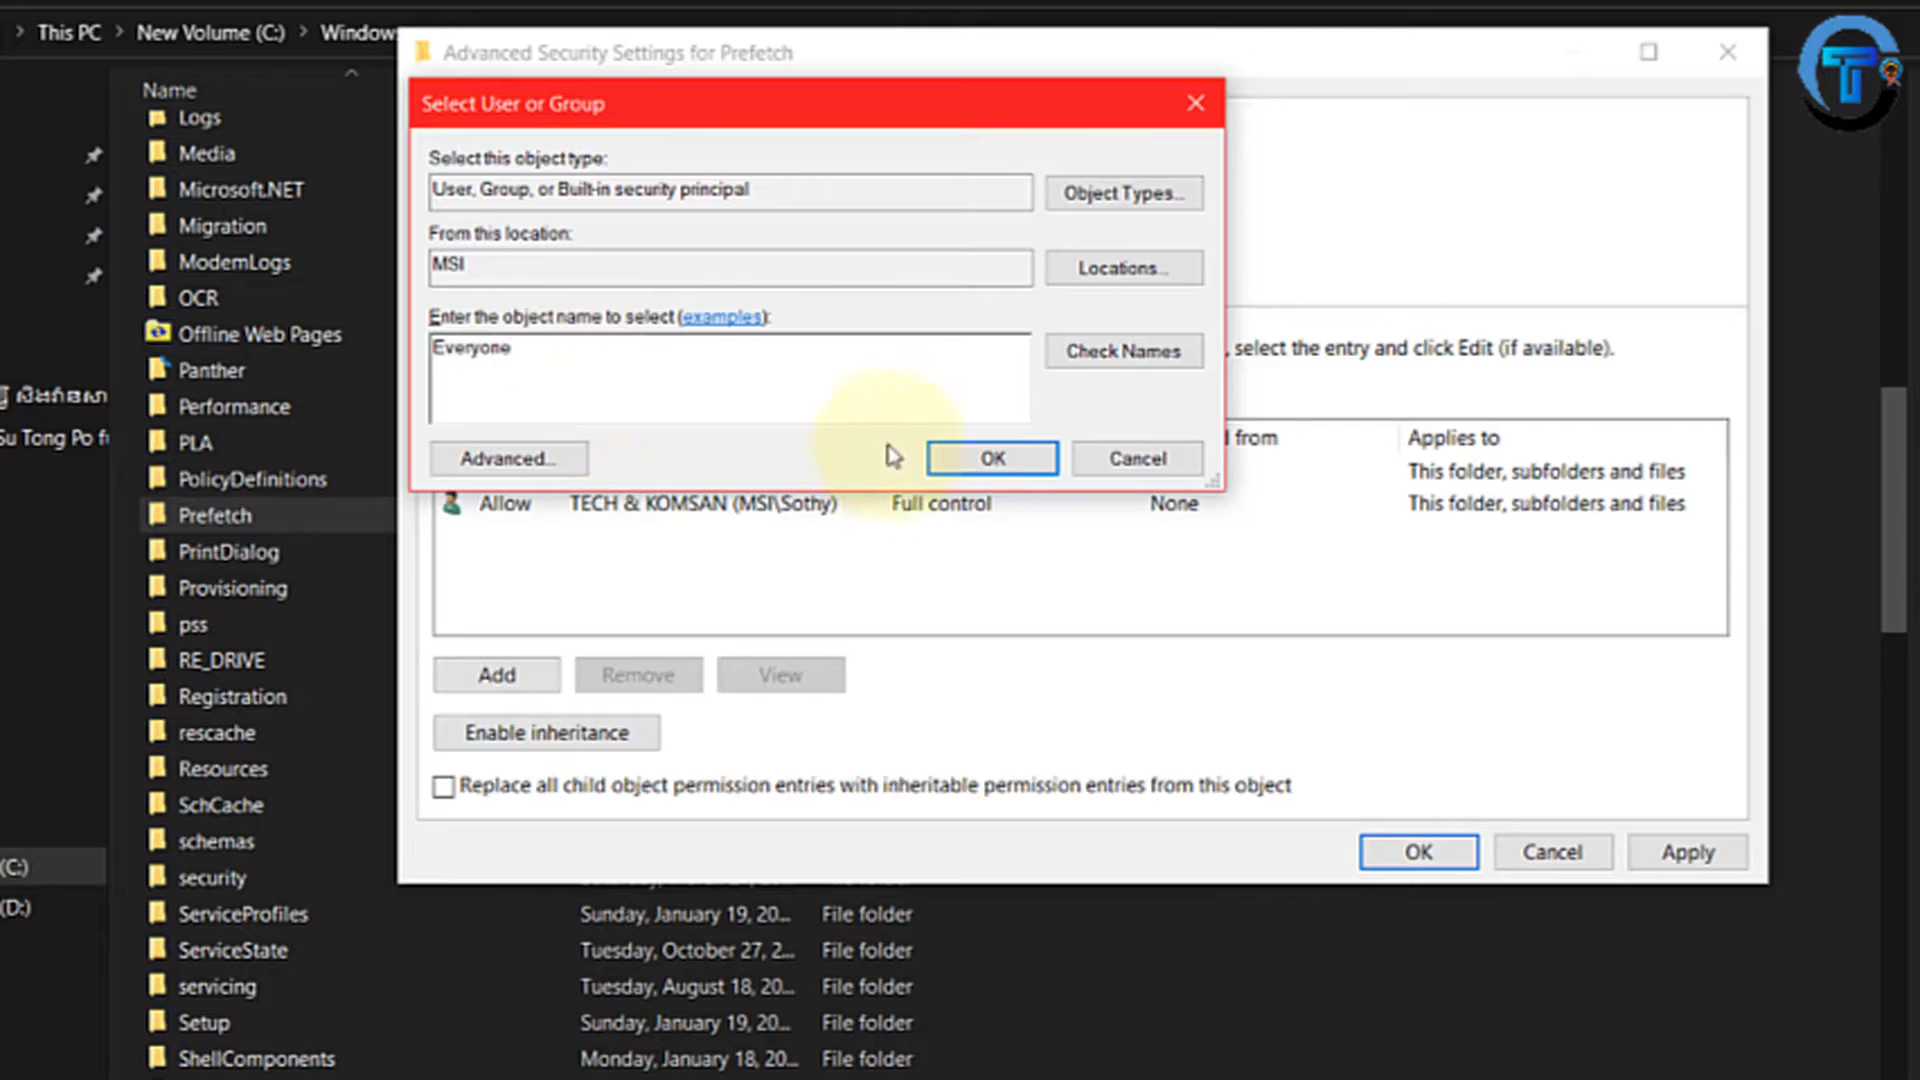 This PC > New Volume (C:) > Windows
Advanced Security Settings for Prefetch
Select User or Group
Select this object type:
User, Group, or Built-in security principal
Object Types...
From this location:
MSI
Locations...
Enter the object name to select (examples):
Everyone
Check Names
Advanced...
OK
Cancel
, select the entry and click Edit (if available).
from
Applies to
This folder, subfolders and files
Allow TECH & KOMSAN (MSI\Sothy) Full control None This folder, subfolders and files
Add
Remove
View
Enable inheritance
Replace all child object permission entries with inheritable permission entries from this object
OK
Cancel
Apply
Name
Logs
Media
Microsoft.NET
Migration
ModemLogs
OCR
Offline Web Pages
Panther
Performance
PLA
PolicyDefinitions
Prefetch
PrintDialog
Provisioning
pss
RE_DRIVE
Registration
rescache
Resources
SchCache
schemas
security
ServiceProfiles Sunday, January 19, 20... File folder
ServiceState Tuesday, October 27, 2... File folder
servicing Tuesday, August 18, 20... File folder
Setup Sunday, January 19, 20... File folder
ShellComponents Monday, January 18, 20... File folder
Su Tong Po
(C:)
(D:)